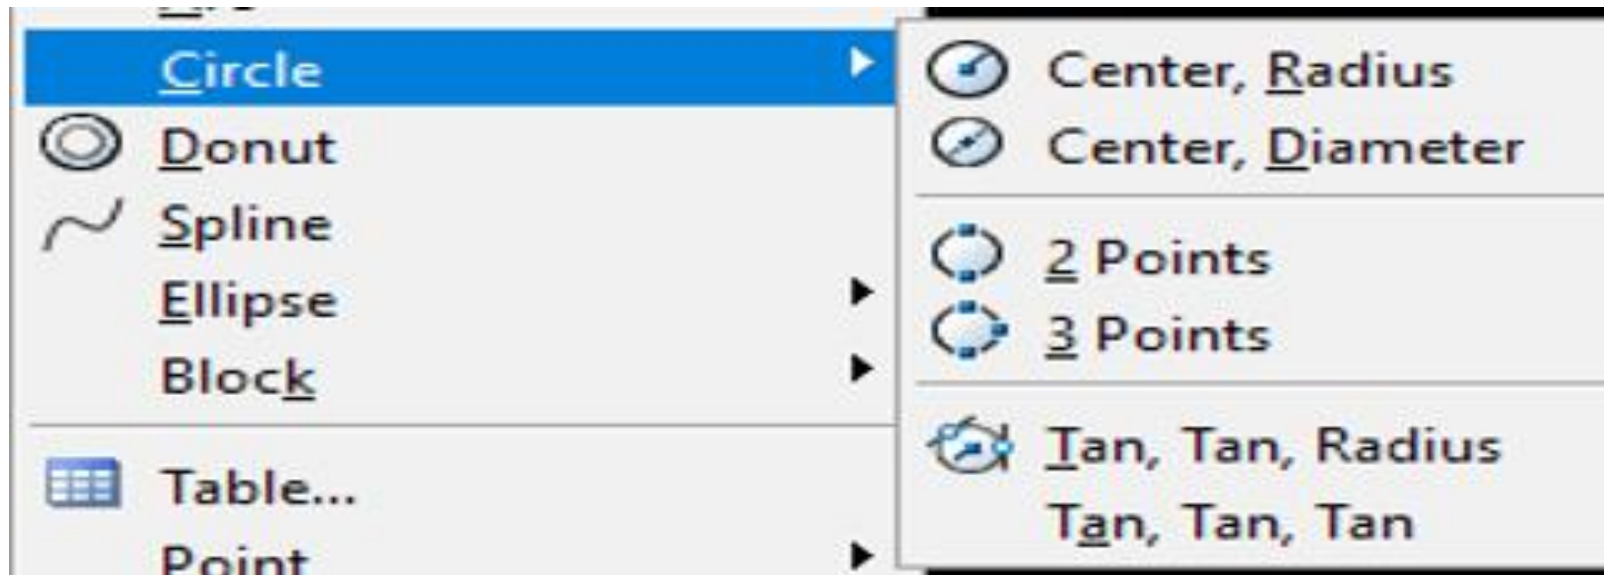 Circle
Donut
Spline
Ellipse
Block
Table...
Point
Center, Radius
Center, Diameter
2 Points
3 Points
Tan, Tan, Radius
Tan, Tan, Tan